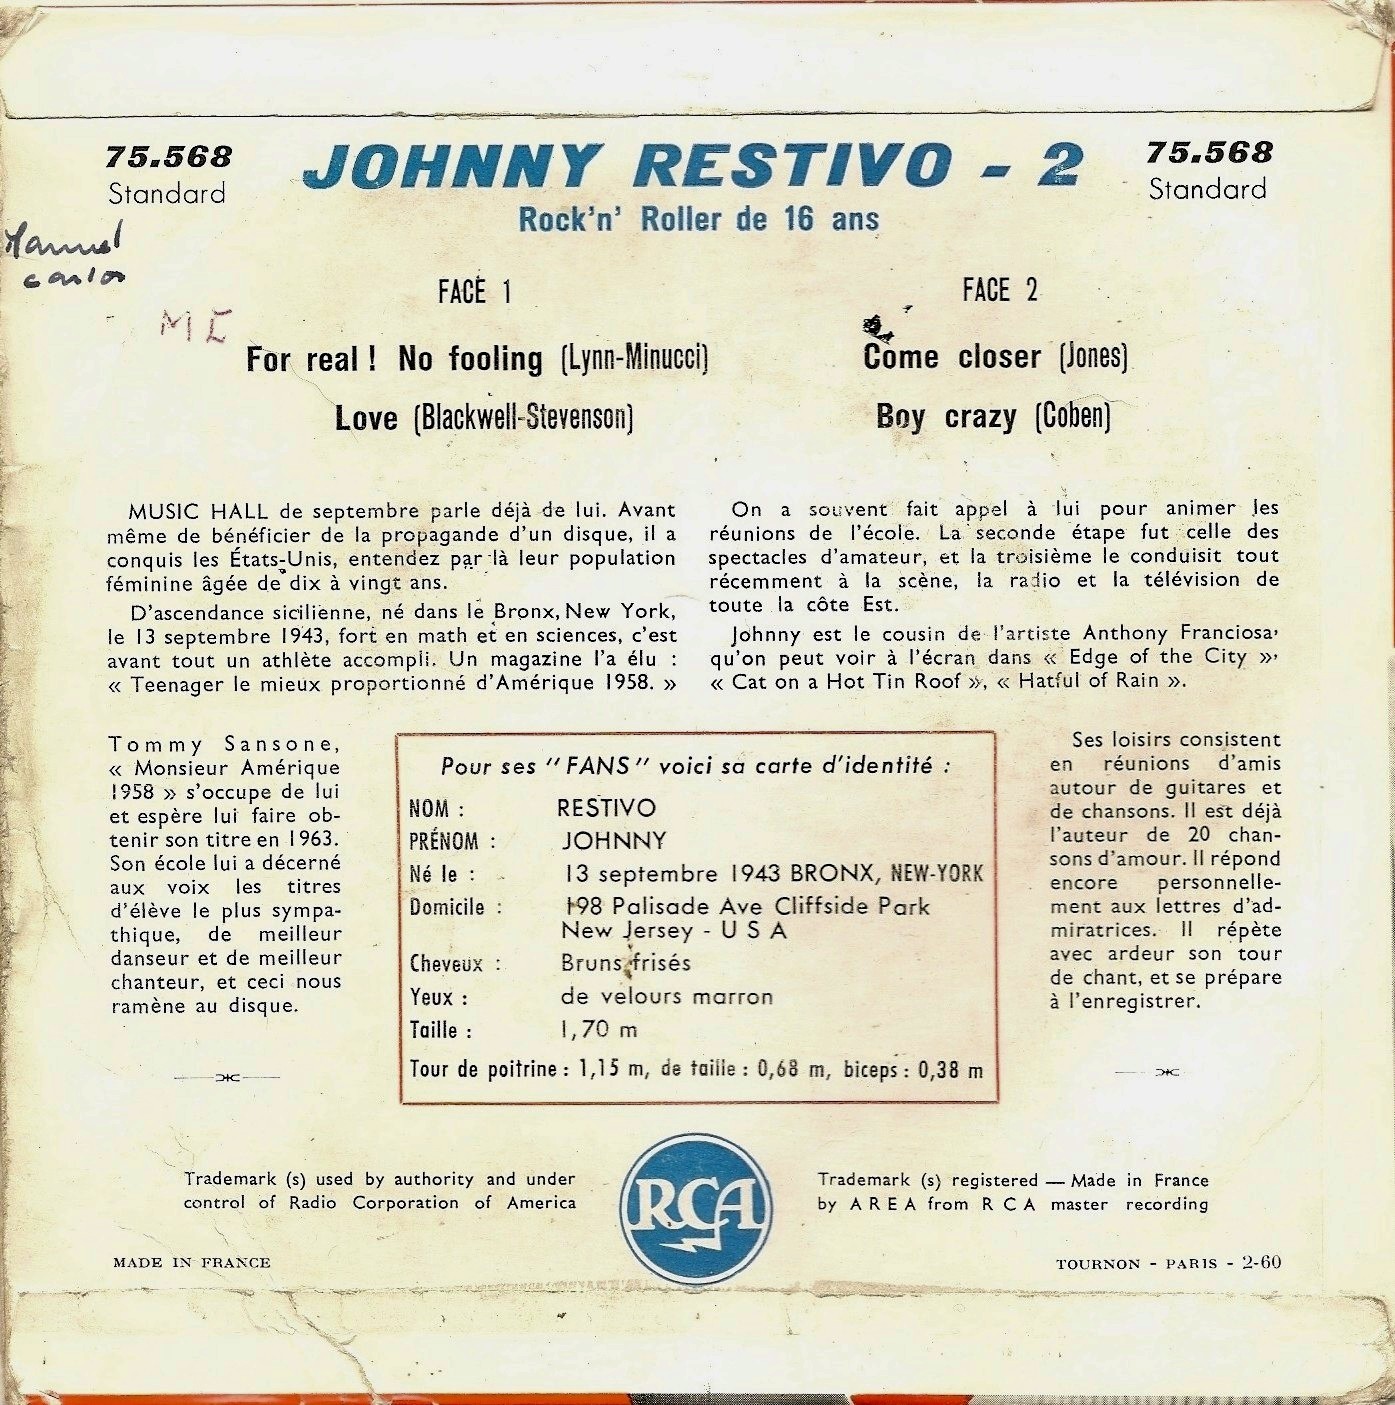 75.568
Standard
JOHNNY RESTIVO - 2
Rock'n' Roller de 16 ans
75.568
Standard
Manuel
carlos
ME
FACE 1
For real ! No fooling (Lynn-Minucci)
Love (Blackwell-Stevenson)
FACE 2
Come closer (Jones)
Boy crazy (Coben)
MUSIC HALL de septembre parle déjà de lui. Avant
même de bénéficier de la propagande d'un disque, il a
conquis les États-Unis, entendez par là leur population
féminine âgée de dix à vingt ans.
D'ascendance sicilienne, né dans le Bronx, New York,
le 13 septembre 1943, fort en math et en sciences, c'est
avant tout un athlète accompli. Un magazine l'a élu :
« Teenager le mieux proportionné d'Amérique 1958. »
On a souvent fait appel à lui pour animer les
réunions de l'école. La seconde étape fut celle des
spectacles d'amateur, et la troisième le conduisit tout
récemment à la scène, la radio et la télévision de
toute la côte Est.
Johnny est le cousin de l'artiste Anthony Franciosa,
qu'on peut voir à l'écran dans « Edge of the City »,
« Cat on a Hot Tin Roof », « Hatful of Rain ».
Tommy Sansone,
« Monsieur Amérique
1958 » s'occupe de lui
et espère lui faire ob-
tenir son titre en 1963.
Son école lui a décerné
aux voix les titres
d'élève le plus sympa-
thique, de meilleur
danseur et de meilleur
chanteur, et ceci nous
ramène au disque.
Pour ses "FANS" voici sa carte d'identité :
NOM : RESTIVO
PRÉNOM : JOHNNY
Né le : 13 septembre 1943 BRONX, NEW-YORK
Domicile : 198 Palisade Ave Cliffside Park
New Jersey - U S A
Cheveux : Bruns, frisés
Yeux : de velours marron
Taille : 1,70 m
Tour de poitrine : 1,15 m, de taille : 0,68 m, biceps : 0,38 m
Ses loisirs consistent
en réunions d'amis
autour de guitares et
de chansons. Il est déjà
l'auteur de 20 chan-
sons d'amour. Il répond
encore personnelle-
ment aux lettres d'ad-
miratrices. Il répète
avec ardeur son tour
de chant, et se prépare
à l'enregistrer.
Trademark (s) used by authority and under
control of Radio Corporation of America
RCA
Trademark (s) registered — Made in France
by A R E A from R C A master recording
MADE IN FRANCE
TOURNON - PARIS - 2-60